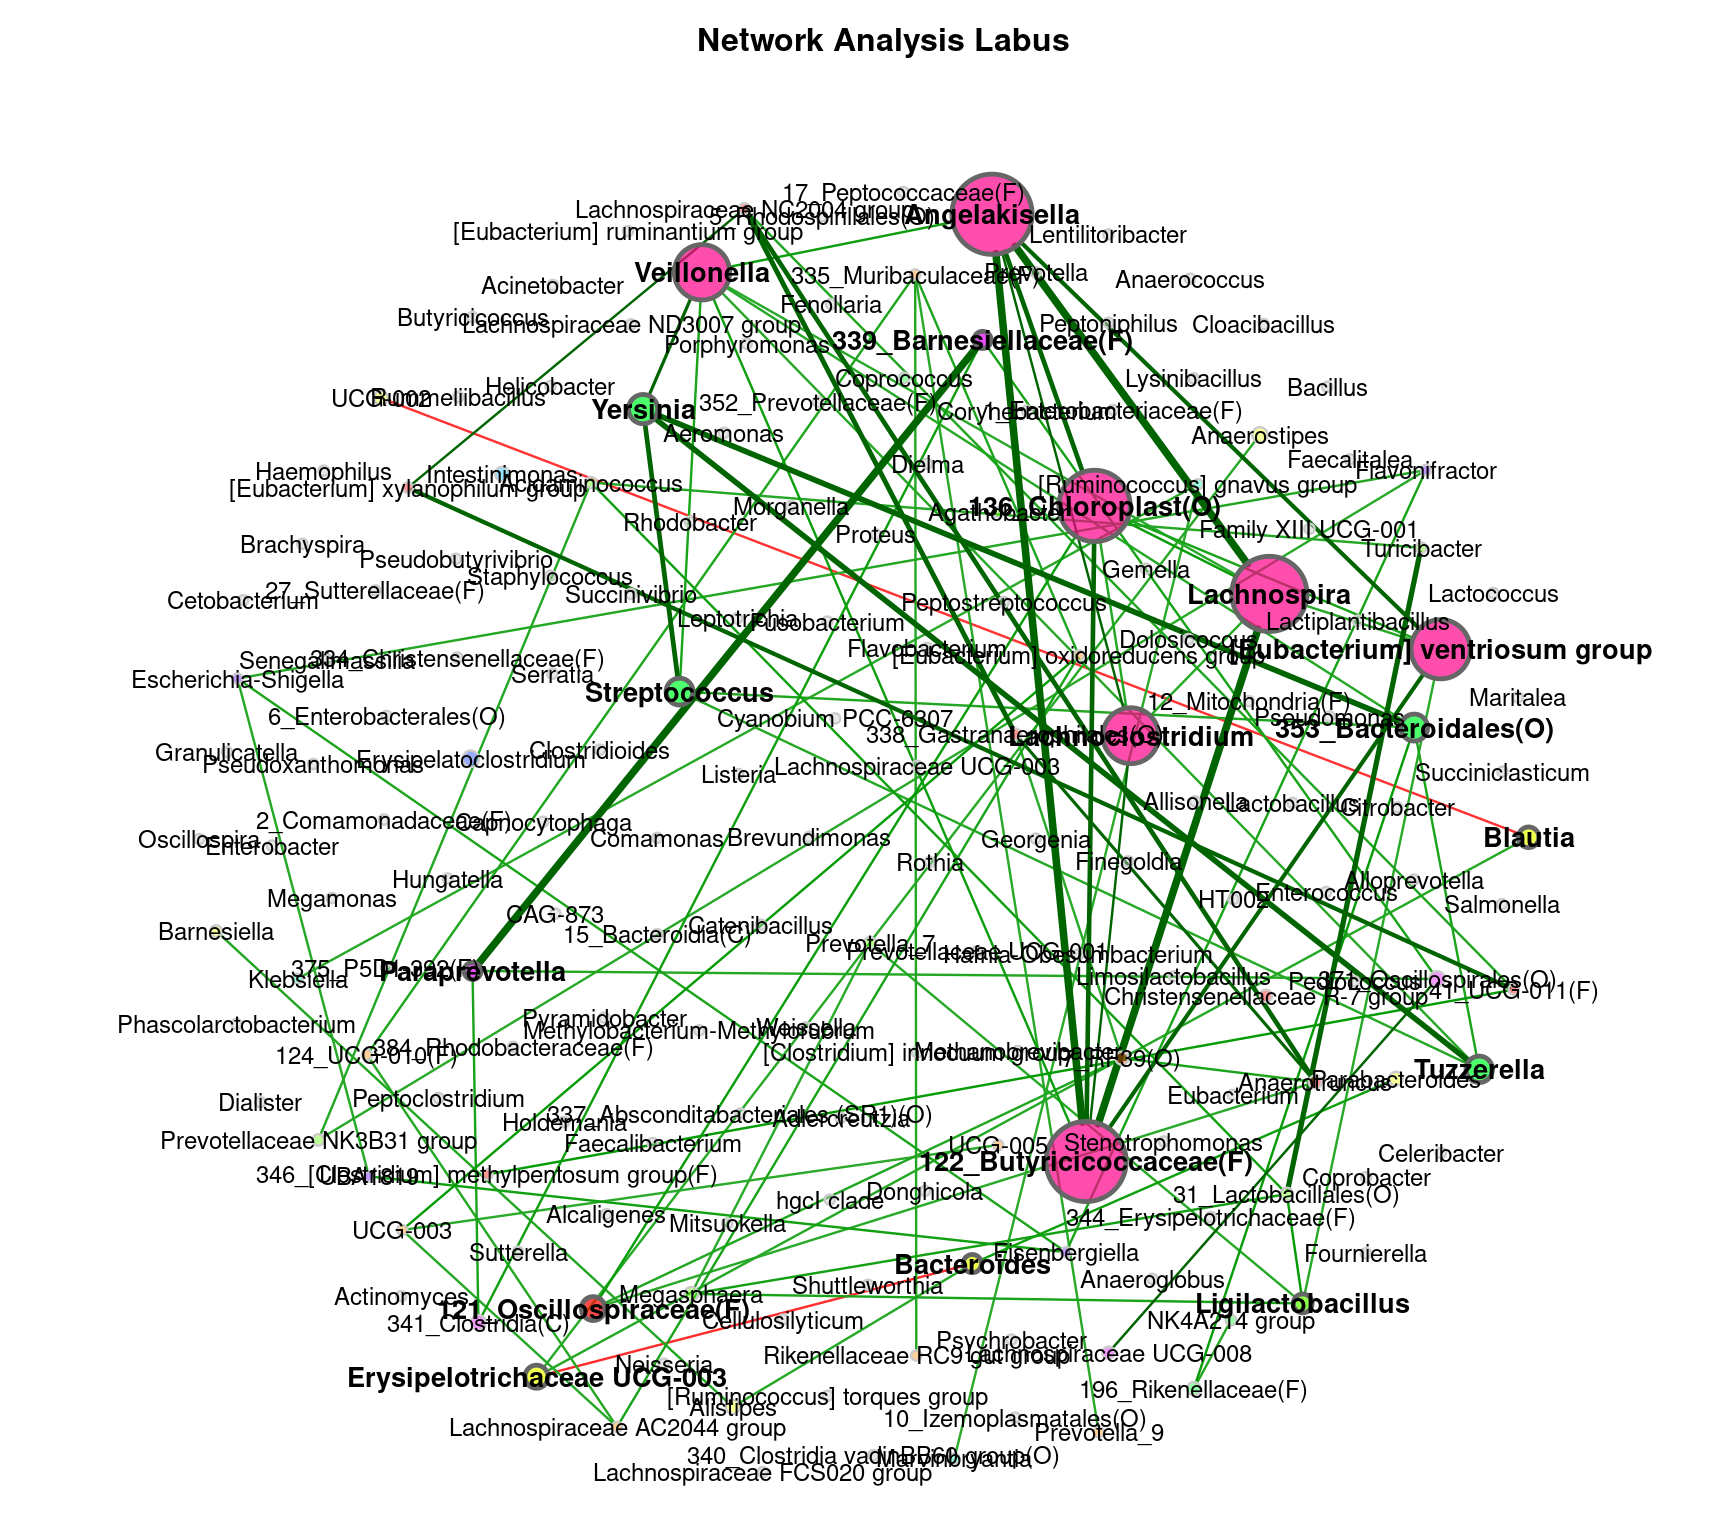 Network Analysis Labus
17_Peptococcaceae(F)
Lachnospiraceae NC2004 group
5_Rhodospirillales(O)
Angelakisella
[Eubacterium] ruminantium group
Lentilitoribacter
Veillonella
335_Muribaculaceae(F)
Prevotella
Anaerococcus
Acinetobacter
Fenollaria
Butyricicoccus
Lachnospiraceae ND3007 group
Peptoniphilus
Cloacibacillus
Porphyromonas
339_Barnesiellaceae(F)
Coprococcus
Lysinibacillus
Bacillus
Helicobacter
UCG-002
Rummeliibacillus
352_Prevotellaceae(F)
Corynebacterium
1_Enterobacteriaceae(F)
Yersinia
Aeromonas
Anaerostipes
Faecalitalea
Flavonifractor
Dielma
Haemophilus
Intestinimonas
[Eubacterium] xylanophilum group
Acidaminococcus
[Ruminococcus] gnavus group
Morganella
136_Chloroplast(O)
Agathobacter
Rhodobacter
Proteus
Family XIII UCG-001
Brachyspira
Turicibacter
Pseudobutyrivibrio
Gemella
Staphylococcus
27_Sutterellaceae(F)
Succinivibrio
Cetobacterium
Peptostreptococcus
Lachnospira
Lactococcus
Leptotrichia
Fusobacterium
Lactiplantibacillus
Dolosicoccus
Flavobacterium
[Eubacterium] oxidoreducens group
[Eubacterium] ventriosum group
Senegalimassilia
334_Christensenellaceae(F)
Escherichia-Shigella
Serratia
Streptococcus
12_Mitochondria(F)
Maritalea
6_Enterobacterales(O)
Cyanobium PCC-6307
Pseudomonas
353_Bacteroidales(O)
338_Gastranaerophilales(O)
Lachnoclostridium
Granulicatella
Pseudoxanthomonas
Erysipelatoclostridium
Clostridioides
Listeria
Lachnospiraceae UCG-003
Succiniclasticum
Allisonella
Lactobacillus
Citrobacter
2_Comamonadaceae(F)
Capnocytophaga
Oscillospira
Enterobacter
Comamonas
Brevundimonas
Georgenia
Blautia
Rothia
Finegoldia
Hungatella
Alloprevotella
Megamonas
HT002
Enterococcus
Salmonella
CAG-873
Barnesiella
15_Bacteroidia(C)
Catenibacillus
Prevotella_7
Prevotellaceae UCG-001
Hafnia-Obesumbacterium
Klebsiella
Paraprevotella
Limosilactobacillus
Pediococcus
371_Oscillospirales(O)
Christensenellaceae R-7 group
41_UCG-011(F)
Phascolarctobacterium
Pyramidobacter
Methylobacterium-Methylorubrum
Weissella
124_UCG-010(F)
384_Rhodobacteraceae(F)
[Clostridium] innocuum group
Methanobrevibacter
Tuzzerella
Anaerotruncus
Parabacteroides
Eubacterium
Dialister
Peptoclostridium
Holdemania
337_Absconditabacteriales (SR1)(O)
Adlercreutzia
Prevotellaceae NK3B31 group
Faecalibacterium
UCG-005
Stenotrophomonas
122_Butyricicoccaceae(F)
Celeribacter
[Clostridium] methylpentosum group(F)
UBA1819
Coprobacter
Donghicola
31_Lactobacillales(O)
hgcI clade
Alcaligenes
Mitsuokella
344_Erysipelotrichaceae(F)
UCG-003
Sutterella
Eisenbergiella
Fournierella
Bacteroides
Anaeroglobus
Shuttleworthia
Actinomyces
Megasphaera
121_Oscillospiraceae(F)
Ligilactobacillus
341_Clostridia(C)
Cellulosilyticum
NK4A214 group
Psychrobacter
Lachnospiraceae UCG-008
Rikenellaceae RC9 gut group
Neisseria
Erysipelotrichaceae UCG-003
196_Rikenellaceae(F)
[Ruminococcus] torques group
Alistipes
10_Izemoplasmatales(O)
Lachnospiraceae AC2044 group
Prevotella_9
340_Clostridia vadinBB60 group(O)
Marvinbryantia
Lachnospiraceae FCS020 group